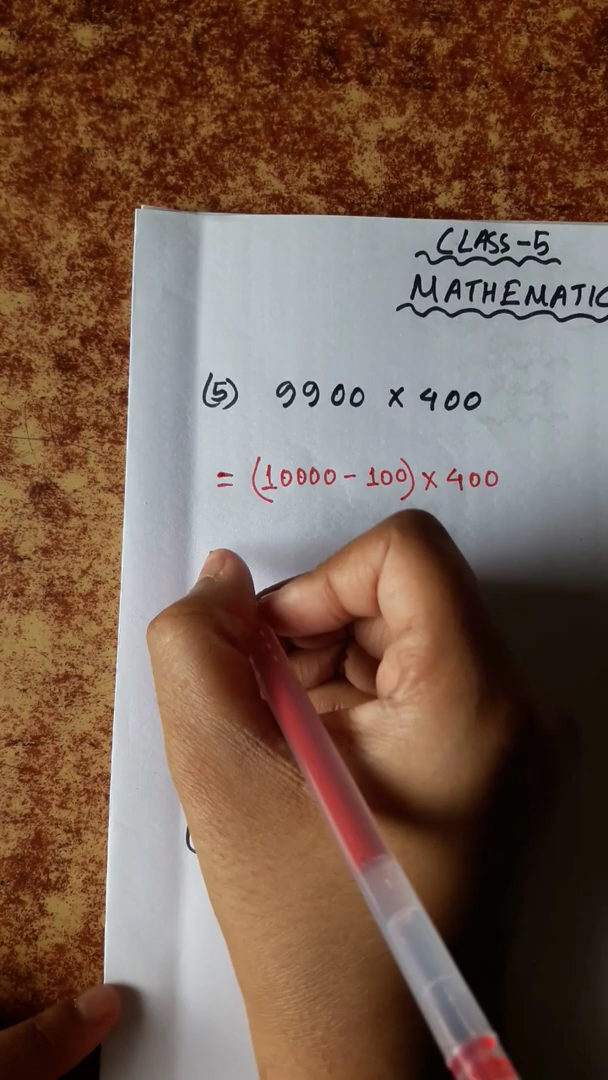 CLASS-5
MATHEMATIC
(5) 9900 × 400
= (10000 - 100) × 400